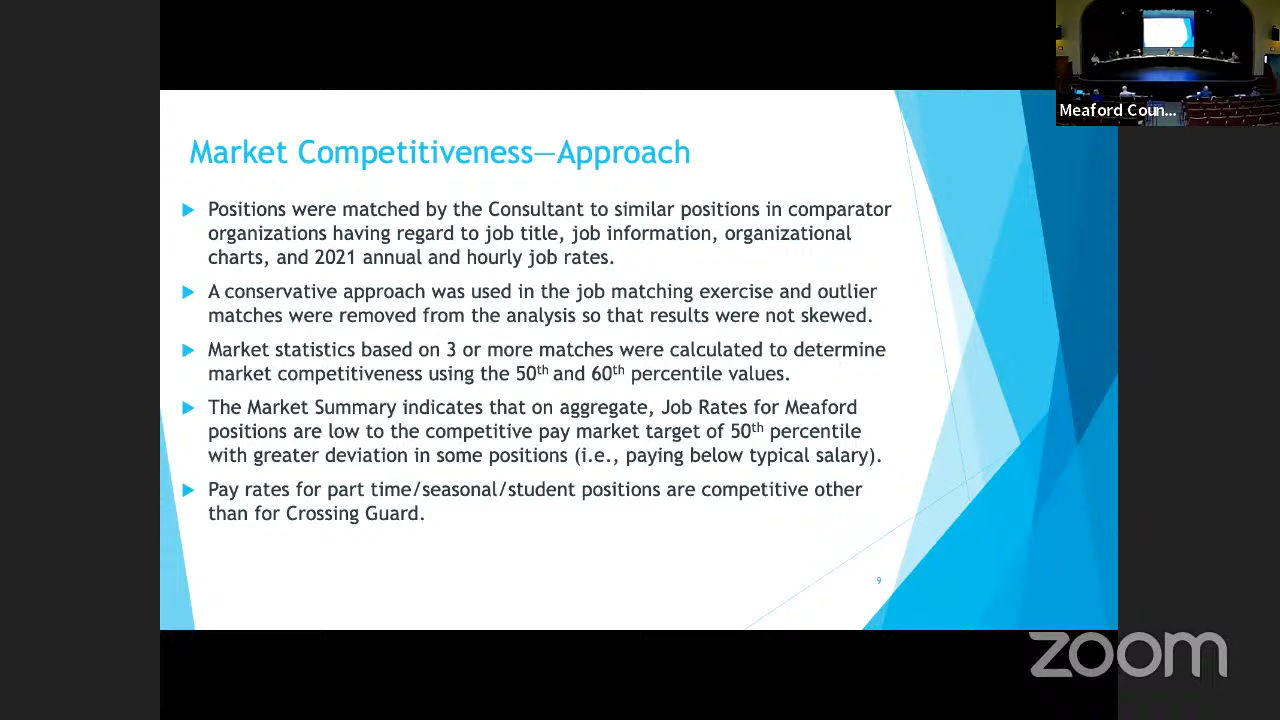 Meaford Coun...
Market Competitiveness—Approach
Positions were matched by the Consultant to similar positions in comparator
organizations having regard to job title, job information, organizational
charts, and 2021 annual and hourly job rates.
A conservative approach was used in the job matching exercise and outlier
matches were removed from the analysis so that results were not skewed.
Market statistics based on 3 or more matches were calculated to determine
market competitiveness using the 50th and 60th percentile values.
The Market Summary indicates that on aggregate, Job Rates for Meaford
positions are low to the competitive pay market target of 50th percentile
with greater deviation in some positions (i.e., paying below typical salary).
Pay rates for part time/seasonal/student positions are competitive other
than for Crossing Guard.
9
zoom